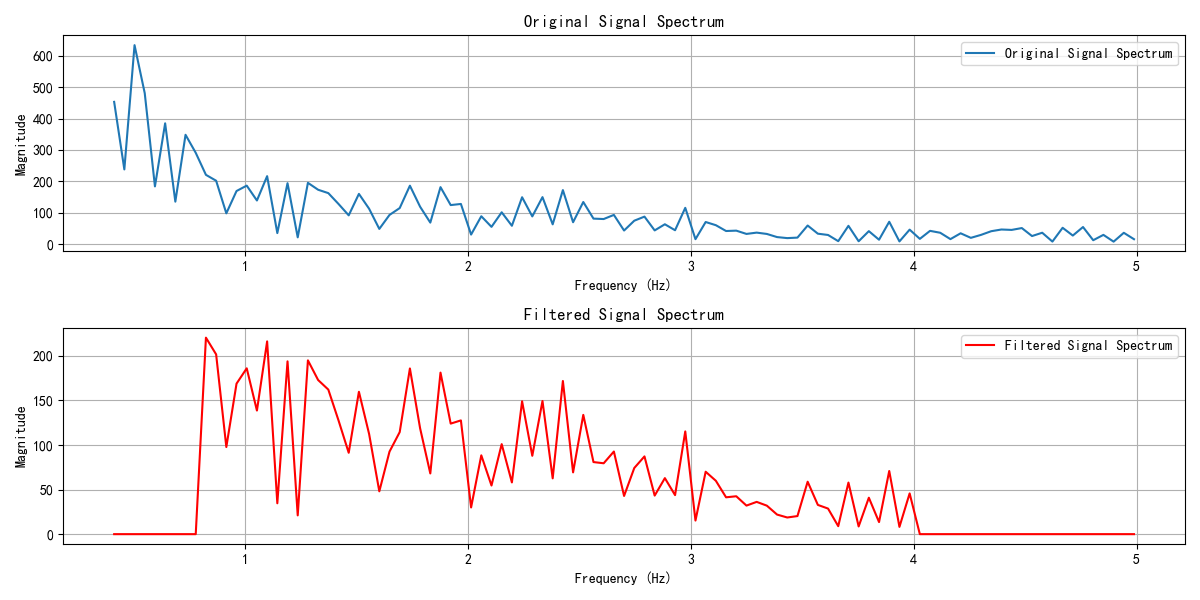 Original Signal Spectrum
Original Signal Spectrum
Magnitude
600
500
400
300
200
100
0
1 2 3 4 5
Frequency (Hz)
Filtered Signal Spectrum
Filtered Signal Spectrum
Magnitude
200
150
100
50
0
1 2 3 4 5
Frequency (Hz)